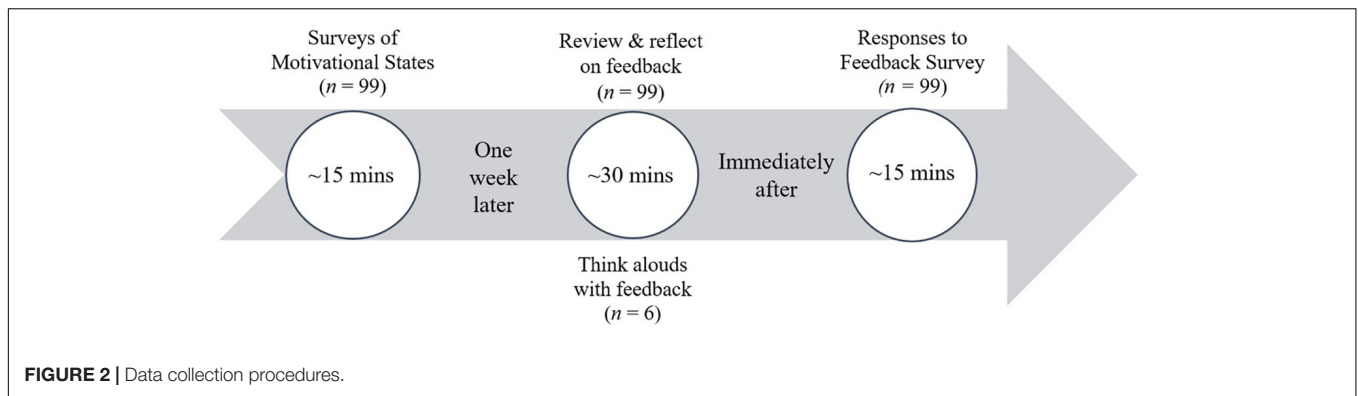 Surveys of
Motivational States
(n = 99)
~15 mins
One
week
later
Review & reflect
on feedback
(n = 99)
~30 mins
Think alouds
with feedback
(n = 6)
Immediately
after
Responses to
Feedback Survey
(n = 99)
~15 mins
FIGURE 2 | Data collection procedures.